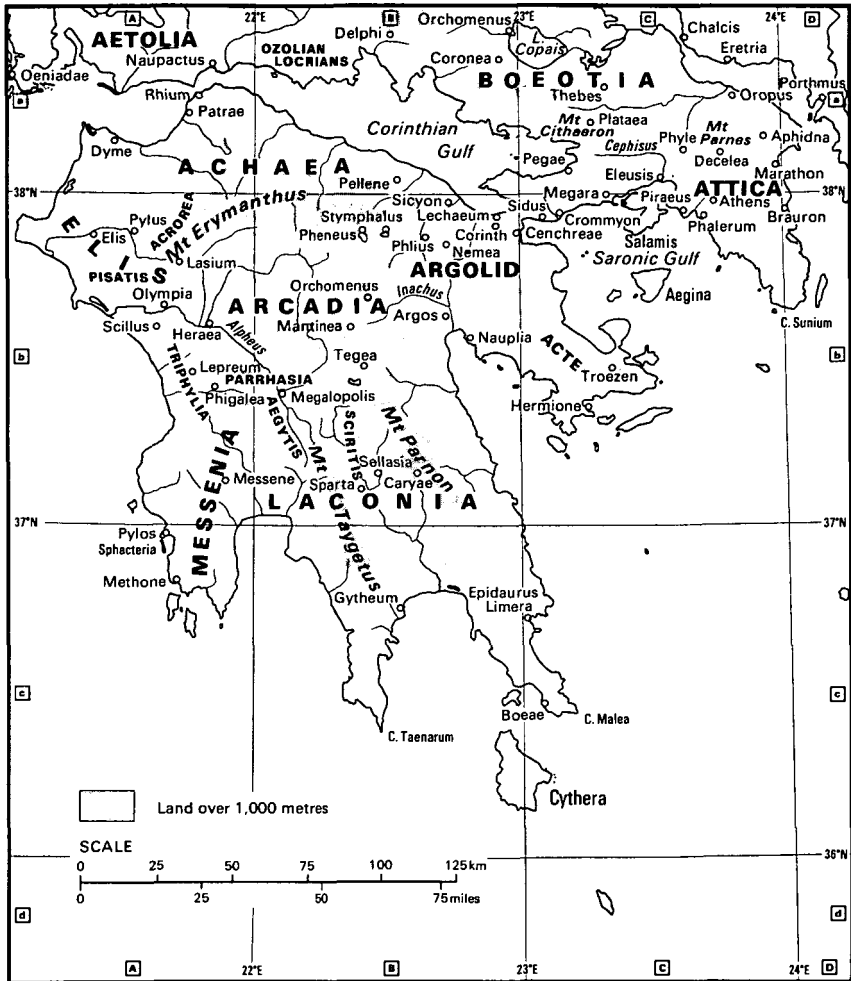 A
22°E
B
23°E
C
24°E
D
AETOLIA
Naupactus
OZOLIAN
LOCRIANS
Delphi
Orchomenus
L.
Copais
Chalcis
Eretria
Oeniadae
Coronea
BOEOTIA
Thebes
Porthmus
Oropus
a
a
Rhium
Patrae
Corinthian
Gulf
Mt
Cithaeron
Plataea
Cephisus
Phyle
Mt
Parnes
Decelea
Aphidna
Dyme
ACHAEA
Pegae
Eleusis
Marathon
38°N
38°N
Pellene
Sicyon
Lechaeum
Sidus
Megara
Piraeus
ATTICA
Athens
ELIS
Pylus
ACROREA
Mt Erymanthus
Stymphalus
Pheneus
Phlius
Nemea
Corinth
Crommyon
Cenchreae
Salamis
Phalerum
Brauron
Elis
PISATIS
Lasium
ARGOLID
Saronic Gulf
Olympia
Orchomenus
Inachus
Aegina
ARCADIA
Scillus
Heraea
Alpheus
Mantinea
Argos
C. Sunium
Nauplia
b
b
TRIPHYLIA
Lepreum
PARRHASIA
Tegea
ACTE
Troezen
Phigalea
Megalopolis
Hermione
AEGYTIS
SCIRITIS
Mt Parnon
MESSENIA
Messene
Sellasia
Sparta
Caryae
Mt Taygetus
LACONIA
37°N
37°N
Pylos
Sphacteria
Methone
Gytheum
Epidaurus
Limera
c
c
Boeae
C. Malea
C. Taenarum
Cythera
Land over 1,000 metres
SCALE
0 25 50 75 100 125km
0 25 50 75miles
36°N
36°N
d
d
A
22°E
B
23°E
C
24°E
D